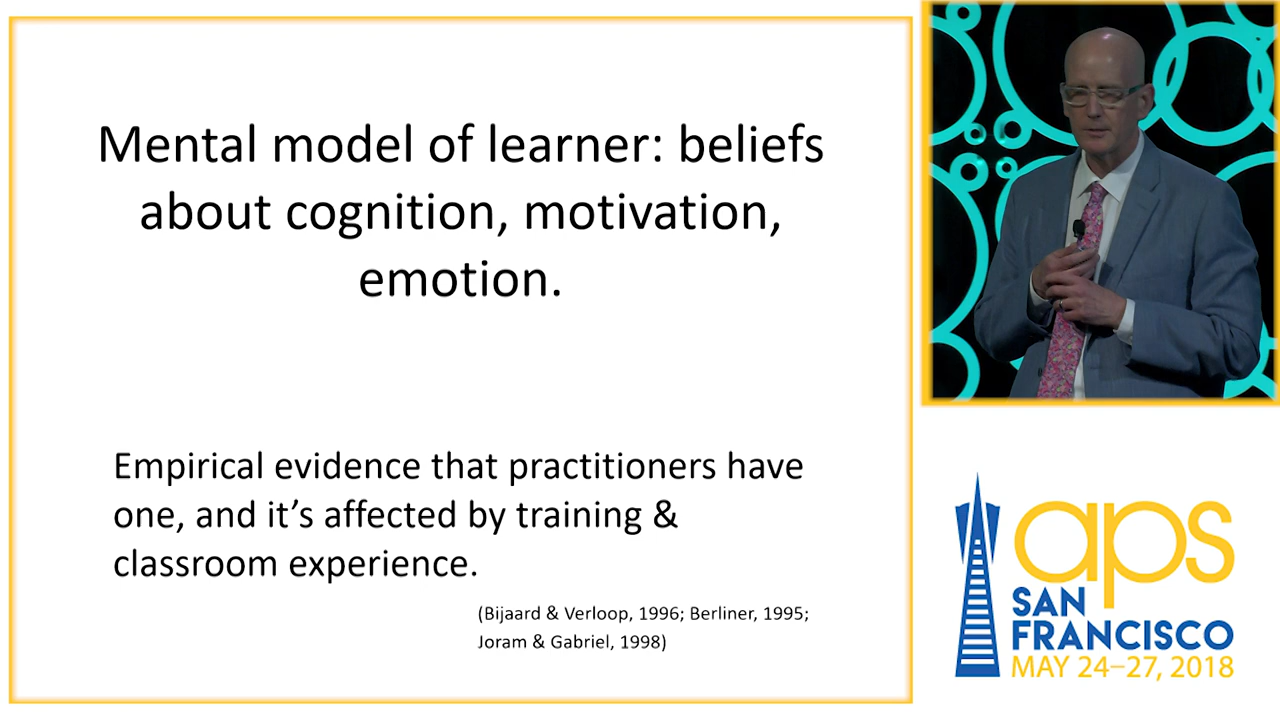 Mental model of learner: beliefs
about cognition, motivation,
emotion.
Empirical evidence that practitioners have
one, and it’s affected by training &
classroom experience.
(Bijaard & Verloop, 1996; Berliner, 1995;
Joram & Gabriel, 1998)
aps
SAN
FRANCISCO
MAY 24–27, 2018